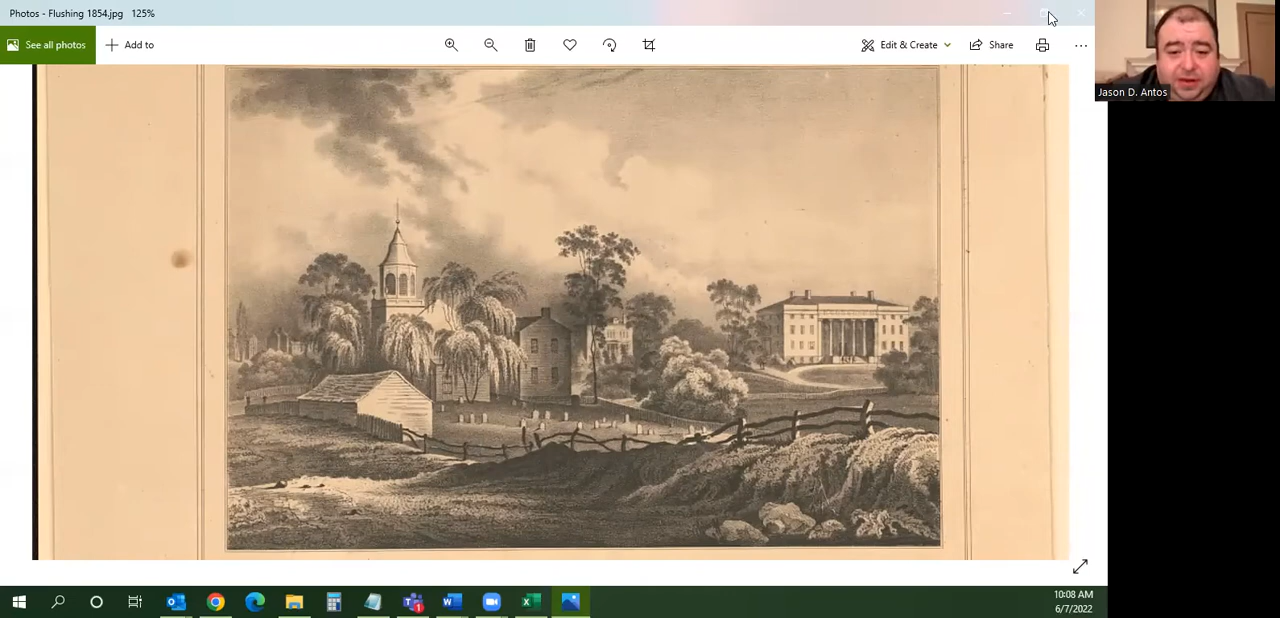 Photos - Flushing 1854.jpg 125%
See all photos
Add to
Edit & Create
Share
Jason D. Antos
1
10:08 AM
6/7/2022